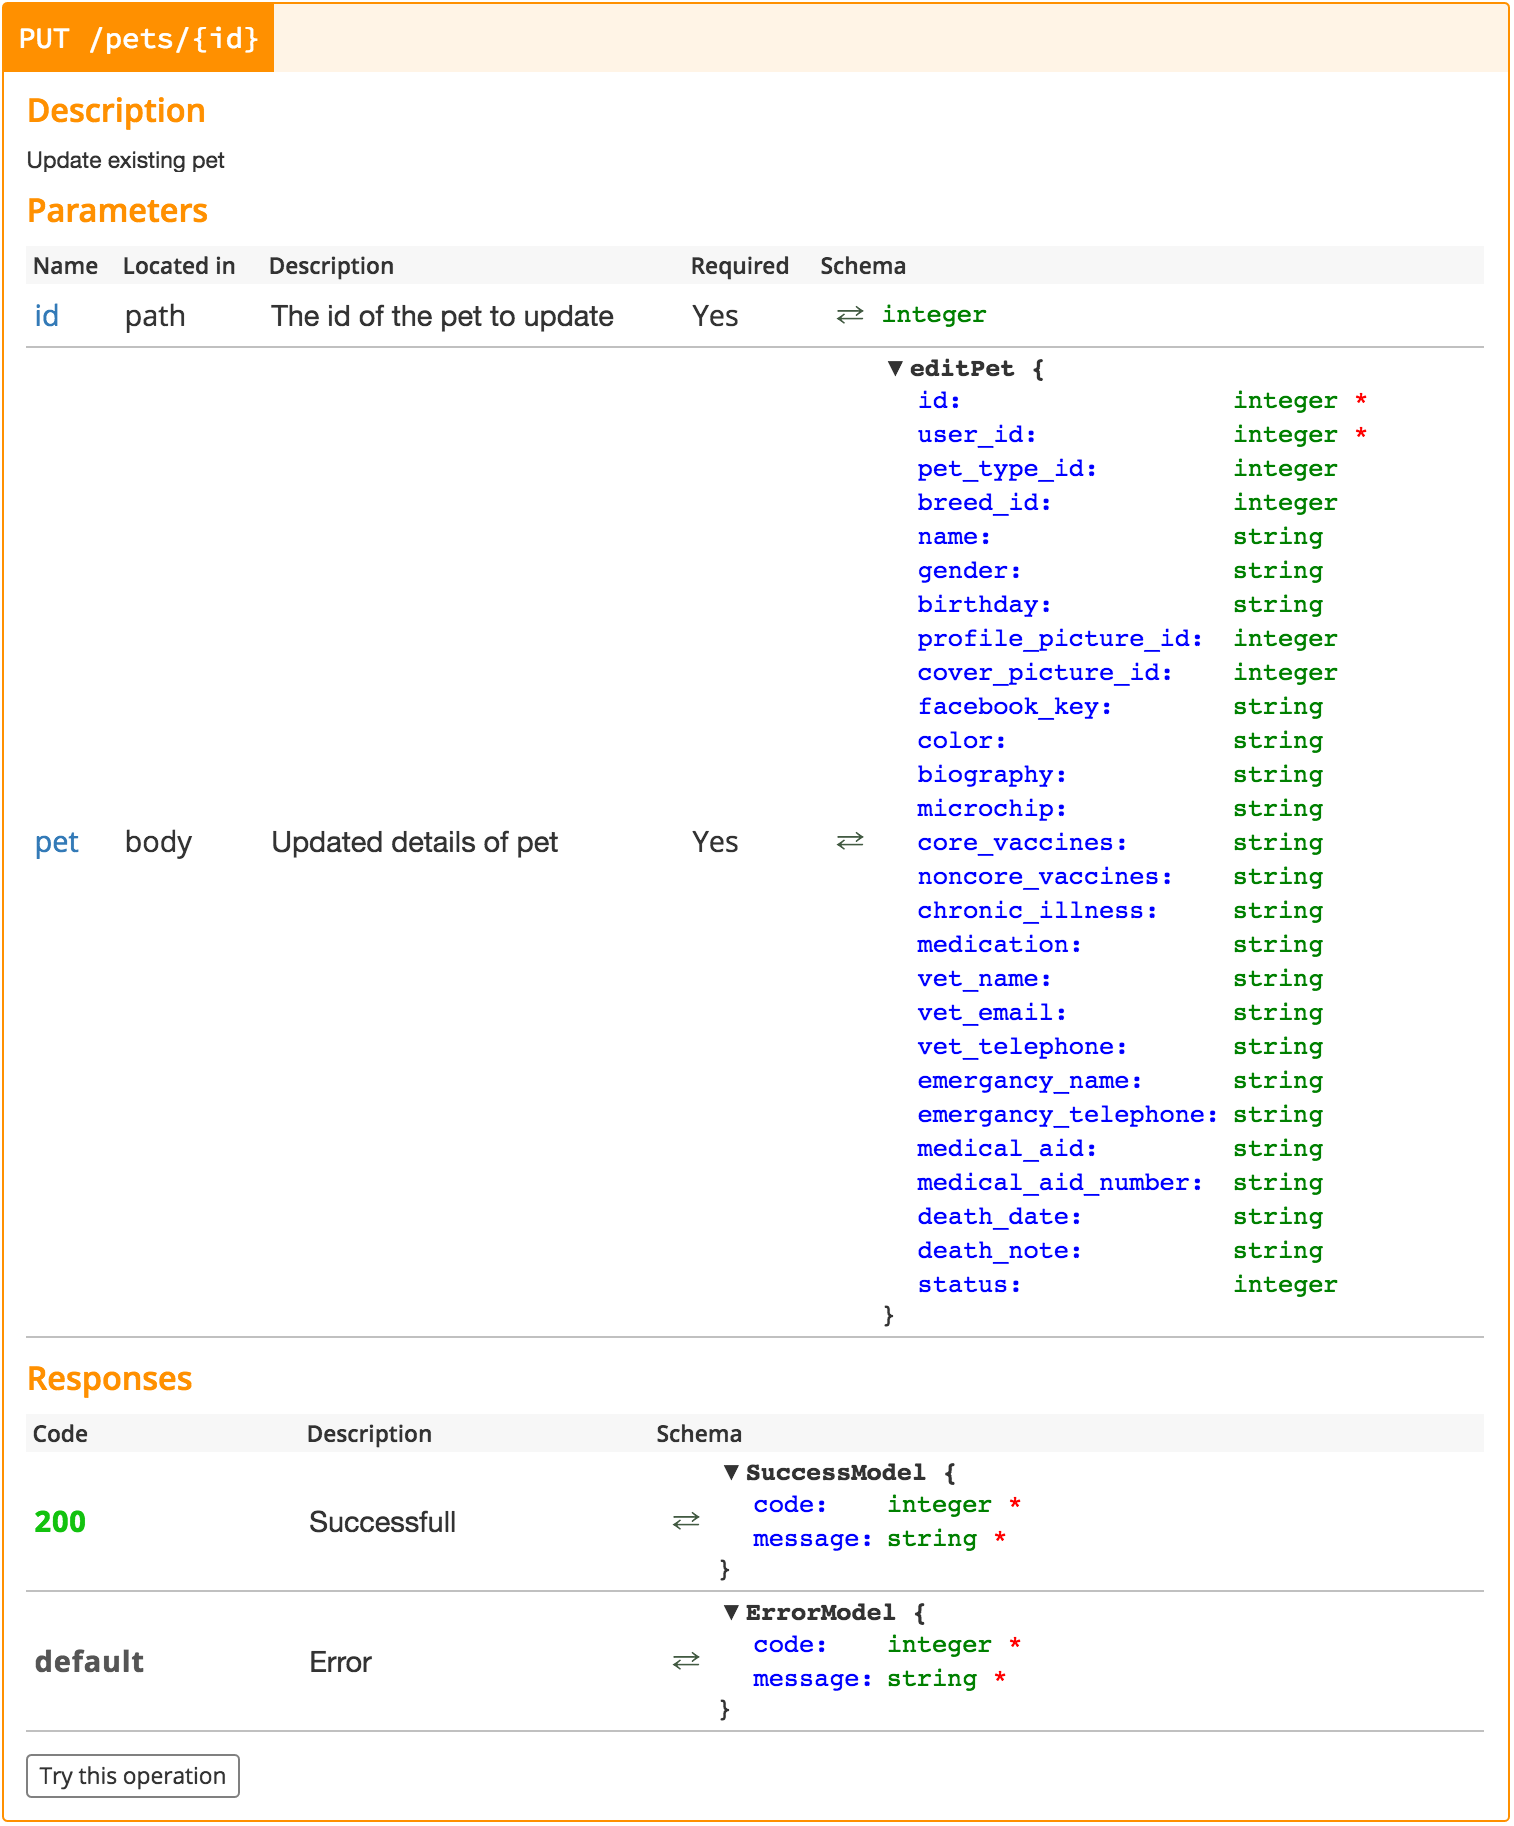 PUT /pets/{id}
Description
Update existing pet
Parameters
Name Located in Description Required Schema
id path The id of the pet to update Yes ⇄ integer
▼ editPet {
id: integer *
user_id: integer *
pet_type_id: integer
breed_id: integer
name: string
gender: string
birthday: string
profile_picture_id: integer
cover_picture_id: integer
facebook_key: string
color: string
biography: string
microchip: string
pet body Updated details of pet Yes ⇄ core_vaccines: string
noncore_vaccines: string
chronic_illness: string
medication: string
vet_name: string
vet_email: string
vet_telephone: string
emergancy_name: string
emergancy_telephone: string
medical_aid: string
medical_aid_number: string
death_date: string
death_note: string
status: integer
}
Responses
Code Description Schema
▼ SuccessModel {
code: integer *
200 Successfull ⇄
message: string *
}
▼ ErrorModel {
code: integer *
default Error ⇄
message: string *
}
Try this operation